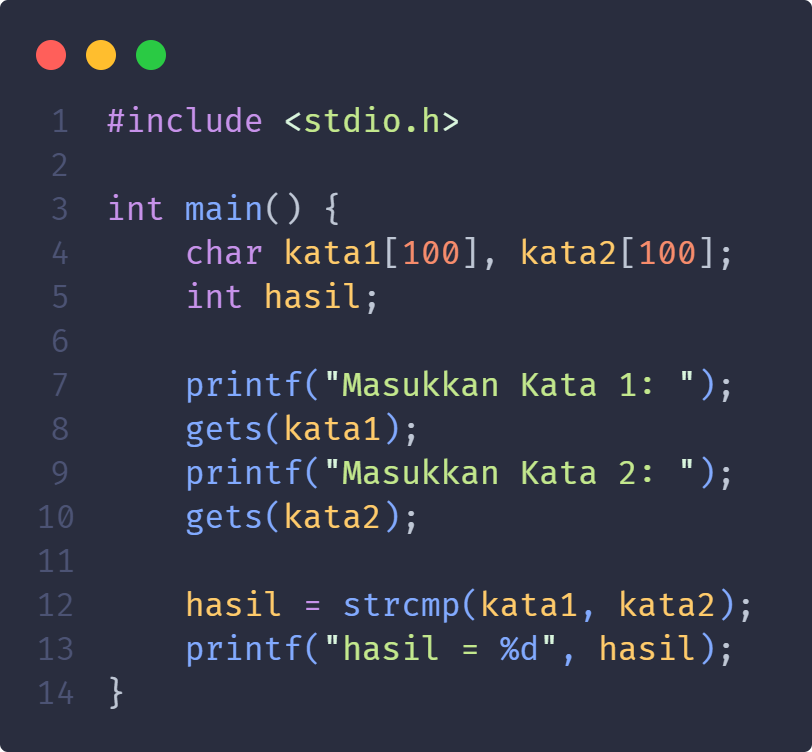 1 #include <stdio.h>
2
3 int main() {
4     char kata1[100], kata2[100];
5     int hasil;
6
7     printf("Masukkan Kata 1: ");
8     gets(kata1);
9     printf("Masukkan Kata 2: ");
10     gets(kata2);
11
12     hasil = strcmp(kata1, kata2);
13     printf("hasil = %d", hasil);
14 }